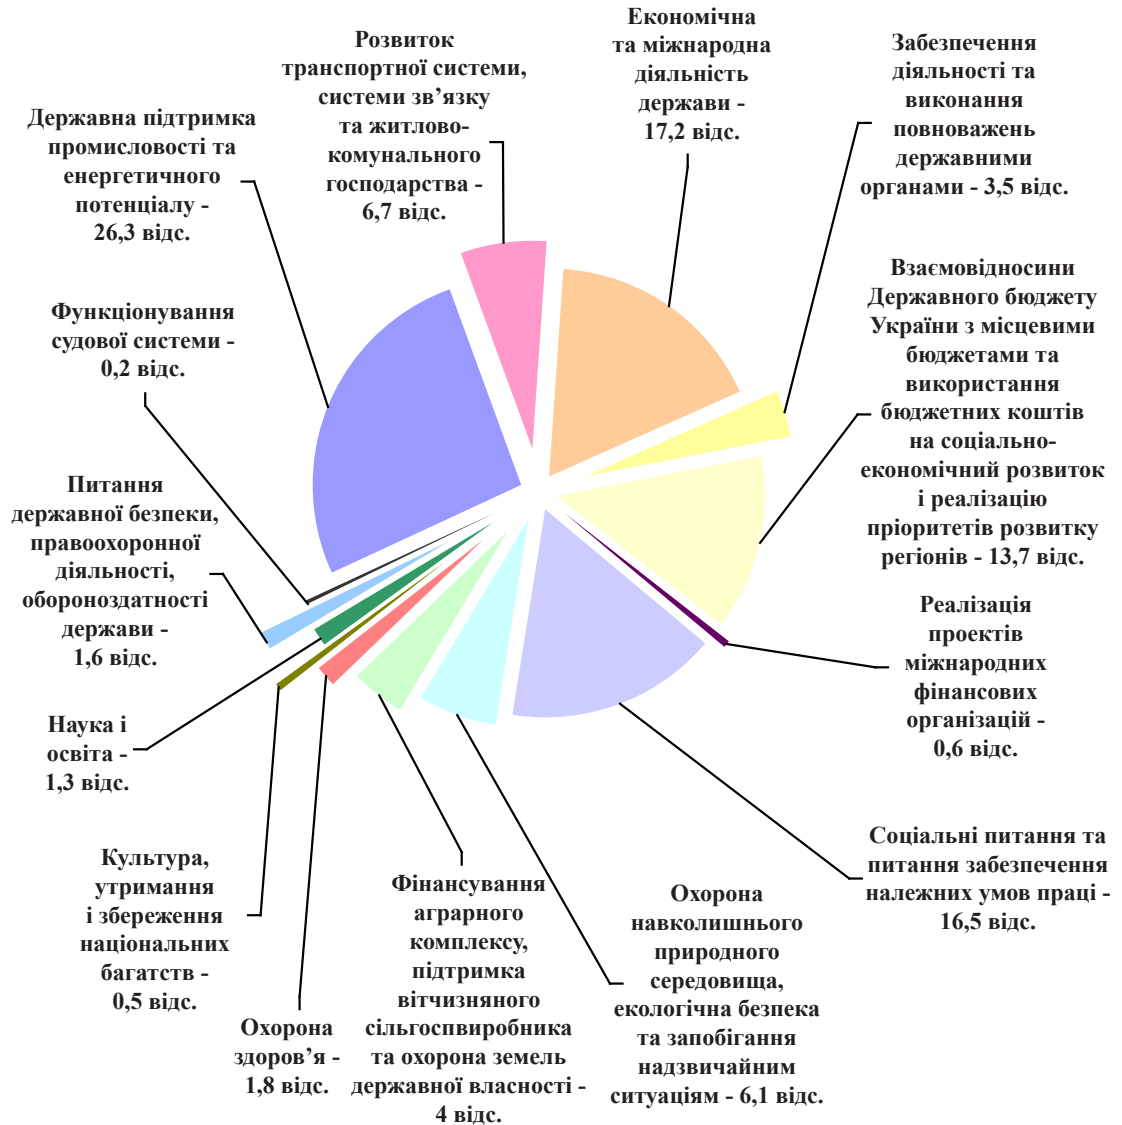 Економічна
та міжнародна
діяльність
держави -
17,2 відс.
Розвиток
транспортної системи,
системи зв’язку
та житлово-
комунального
господарства -
6,7 відс.
Забезпечення
діяльності та
виконання
повноважень
державними
органами - 3,5 відс.
Державна підтримка
промисловості та
енергетичного
потенціалу -
26,3 відс.
Взаємовідносини
Державного бюджету
України з місцевими
бюджетами та
використання
бюджетних коштів
на соціально-
економічний розвиток
і реалізацію
пріоритетів розвитку
регіонів - 13,7 відс.
Функціонування
судової системи -
0,2 відс.
Питання
державної безпеки,
правоохоронної
діяльності,
обороноздатності
держави -
1,6 відс.
Реалізація
проектів
міжнародних
фінансових
організацій -
0,6 відс.
Наука і
освіта -
1,3 відс.
Соціальні питання та
питання забезпечення
належних умов праці -
16,5 відс.
Культура,
утримання
і збереження
національних
багатств -
0,5 відс.
Фінансування
аграрного
комплексу,
підтримка
вітчизняного
сільгоспвиробника
та охорона земель
державної власності -
4 відс.
Охорона
навколишнього
природного
середовища,
екологічна безпека
та запобігання
надзвичайним
ситуаціям - 6,1 відс.
Охорона
здоров’я -
1,8 відс.